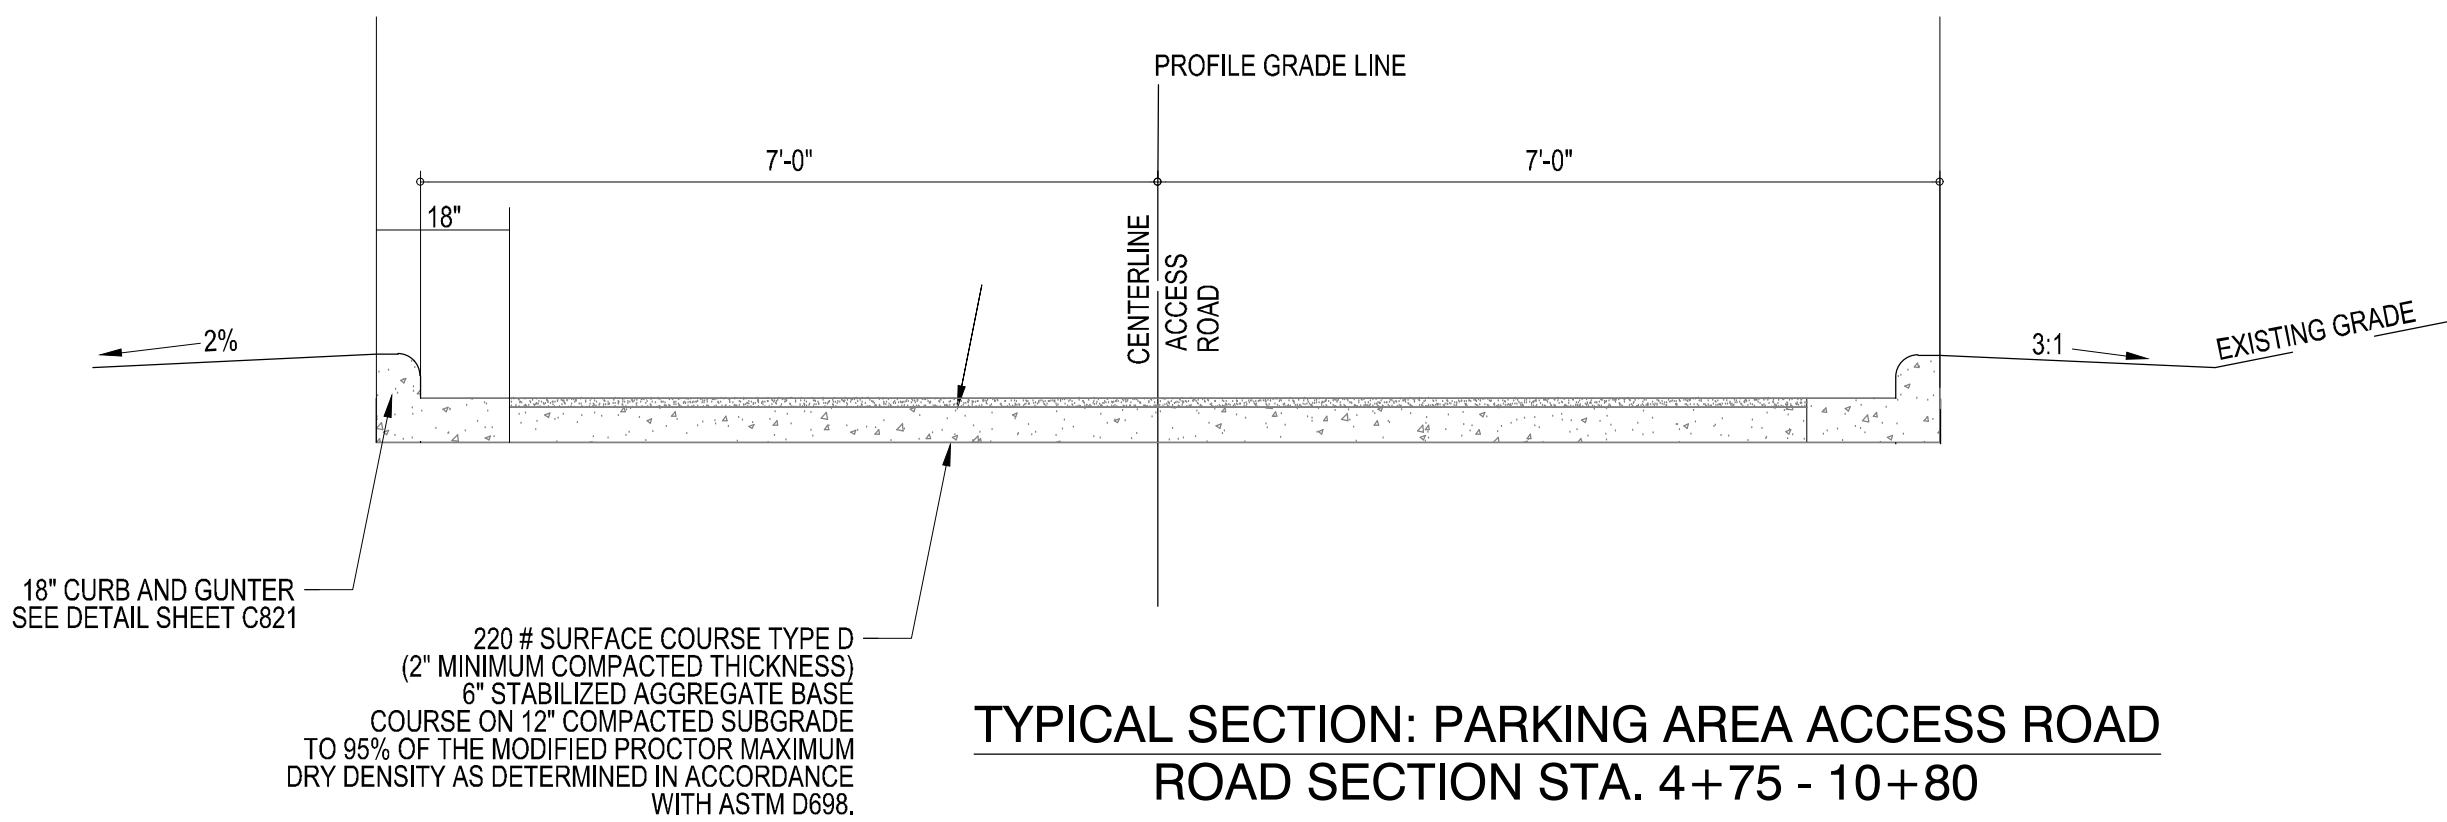 PROFILE GRADE LINE
7'-0"
7'-0"
18"
CENTERLINE
ACCESS
ROAD
2%
3:1
EXISTING GRADE
18" CURB AND GUNTER
SEE DETAIL SHEET C821
220 # SURFACE COURSE TYPE D
(2" MINIMUM COMPACTED THICKNESS)
6" STABILIZED AGGREGATE BASE
COURSE ON 12" COMPACTED SUBGRADE
TO 95% OF THE MODIFIED PROCTOR MAXIMUM
DRY DENSITY AS DETERMINED IN ACCORDANCE
WITH ASTM D698.
TYPICAL SECTION: PARKING AREA ACCESS ROAD
ROAD SECTION STA. 4+75 - 10+80